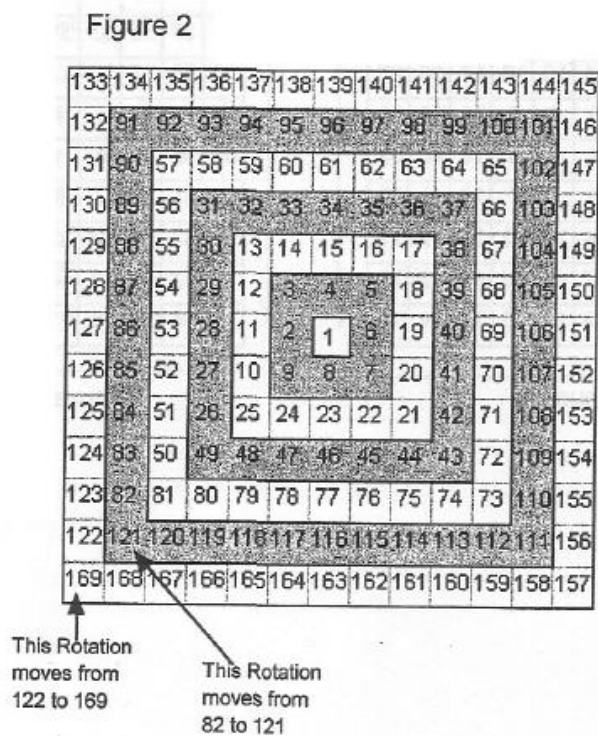 Figure 2
133 134 135 136 137 138 139 140 141 142 143 144 145
132 91 92 93 94 95 96 97 98 99 100 101 146
131 90 57 58 59 60 61 62 63 64 65 102 147
130 89 56 31 32 33 34 35 36 37 66 103 148
129 88 55 30 13 14 15 16 17 38 67 104 149
128 87 54 29 12 3 4 5 18 39 68 105 150
127 86 53 28 11 2 1 6 19 40 69 106 151
126 85 52 27 10 9 8 7 20 41 70 107 152
125 84 51 26 25 24 23 22 21 42 71 108 153
124 83 50 49 48 47 46 45 44 43 72 109 154
123 82 81 80 79 78 77 76 75 74 73 110 155
122 121 120 119 118 117 116 115 114 113 112 111 156
169 168 167 166 165 164 163 162 161 160 159 158 157
This Rotation
moves from
122 to 169
This Rotation
moves from
82 to 121